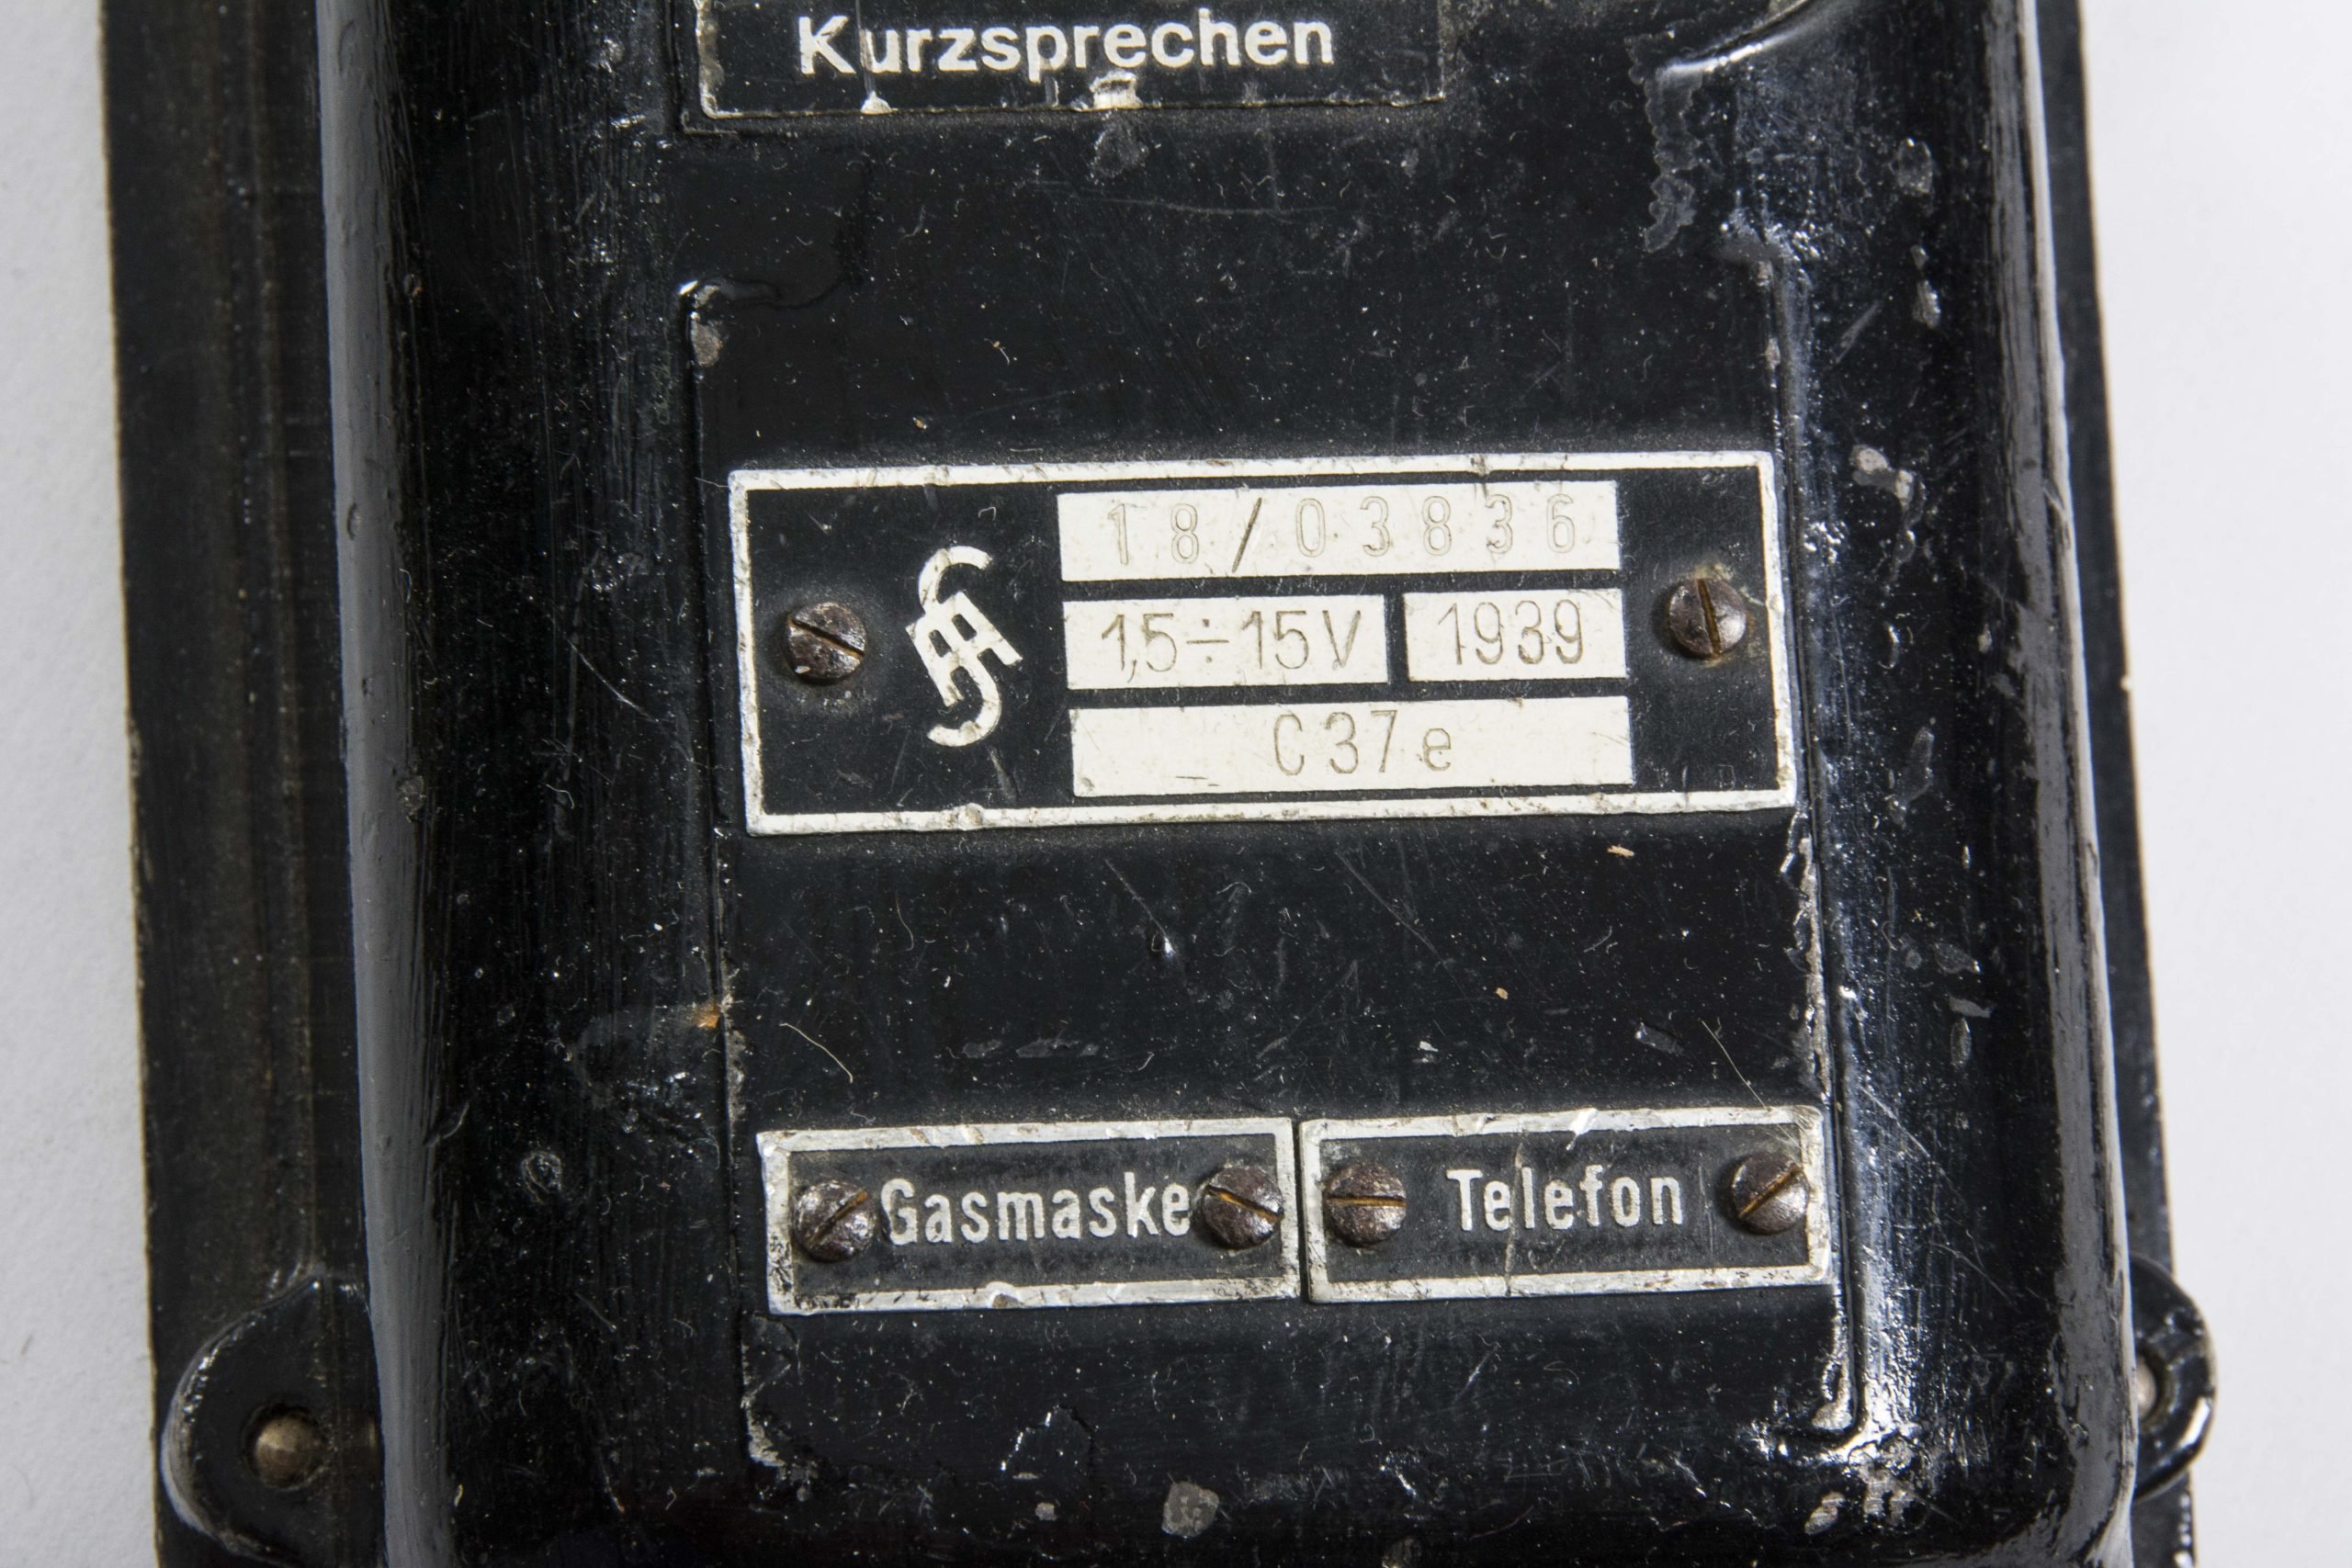 Kurzsprechen
18/03836
1,5÷15V 1939
C37e
Gasmaske Telefon